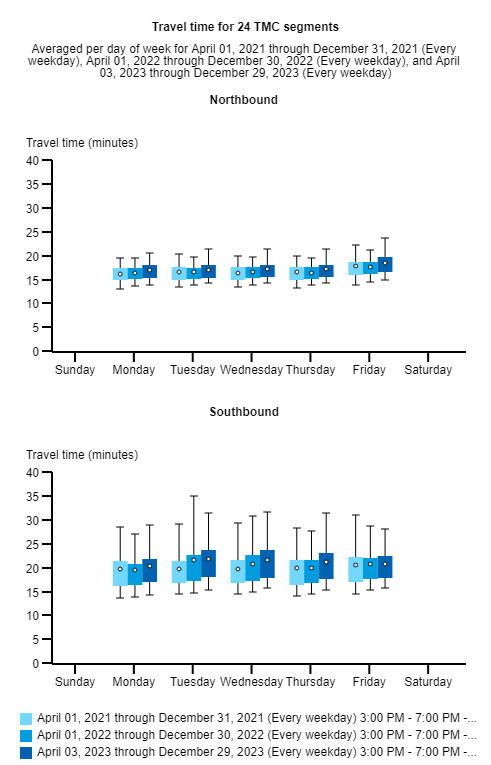 Travel time for 24 TMC segments
Averaged per day of week for April 01, 2021 through December 31, 2021 (Every
weekday), April 01, 2022 through December 30, 2022 (Every weekday), and April
03, 2023 through December 29, 2023 (Every weekday)
Northbound
Travel time (minutes)
40
35
30
25
20
15
10
5
0
Sunday Monday Tuesday Wednesday Thursday Friday Saturday
Southbound
Travel time (minutes)
40
35
30
25
20
15
10
5
0
Sunday Monday Tuesday Wednesday Thursday Friday Saturday
April 01, 2021 through December 31, 2021 (Every weekday) 3:00 PM - 7:00 PM -...
April 01, 2022 through December 30, 2022 (Every weekday) 3:00 PM - 7:00 PM -...
April 03, 2023 through December 29, 2023 (Every weekday) 3:00 PM - 7:00 PM -...